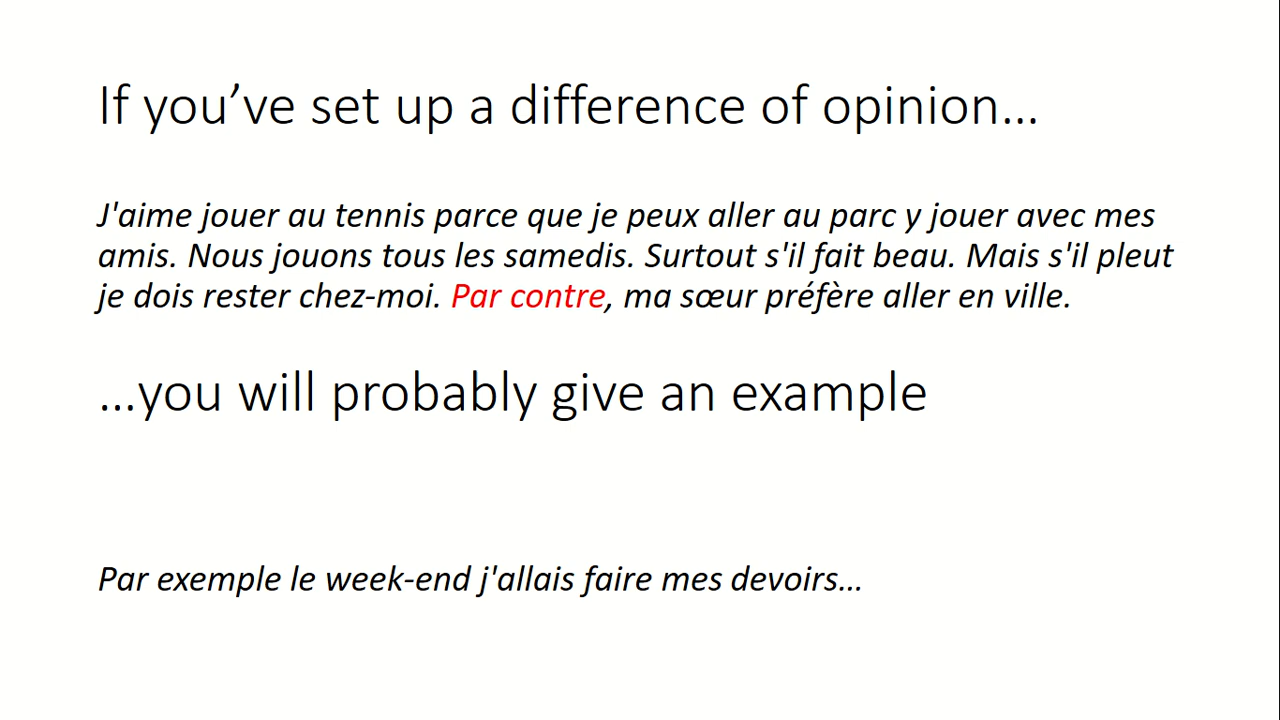 If you’ve set up a difference of opinion…
J'aime jouer au tennis parce que je peux aller au parc y jouer avec mes
amis. Nous jouons tous les samedis. Surtout s'il fait beau. Mais s'il pleut
je dois rester chez-moi. Par contre, ma sœur préfère aller en ville.
…you will probably give an example
Par exemple le week-end j'allais faire mes devoirs…